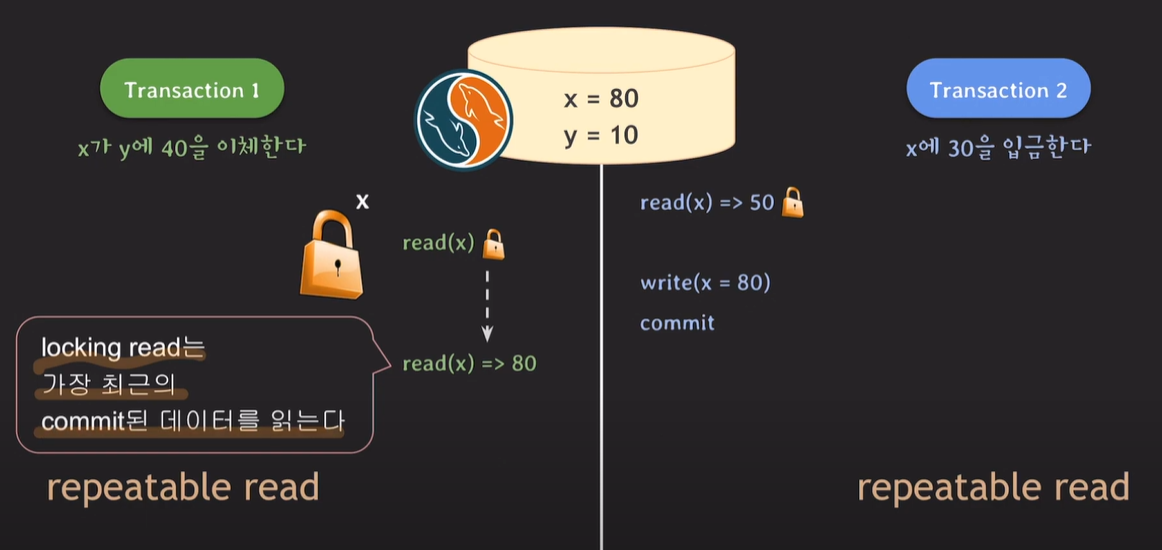 Transaction 1
x가 y에 40을 이체한다
x = 80
y = 10
Transaction 2
x에 30을 입금한다
x
read(x) => 50
read(x)
write(x = 80)
commit
read(x) => 80
locking read는
가장 최근의
commit된 데이터를 읽는다
repeatable read
repeatable read